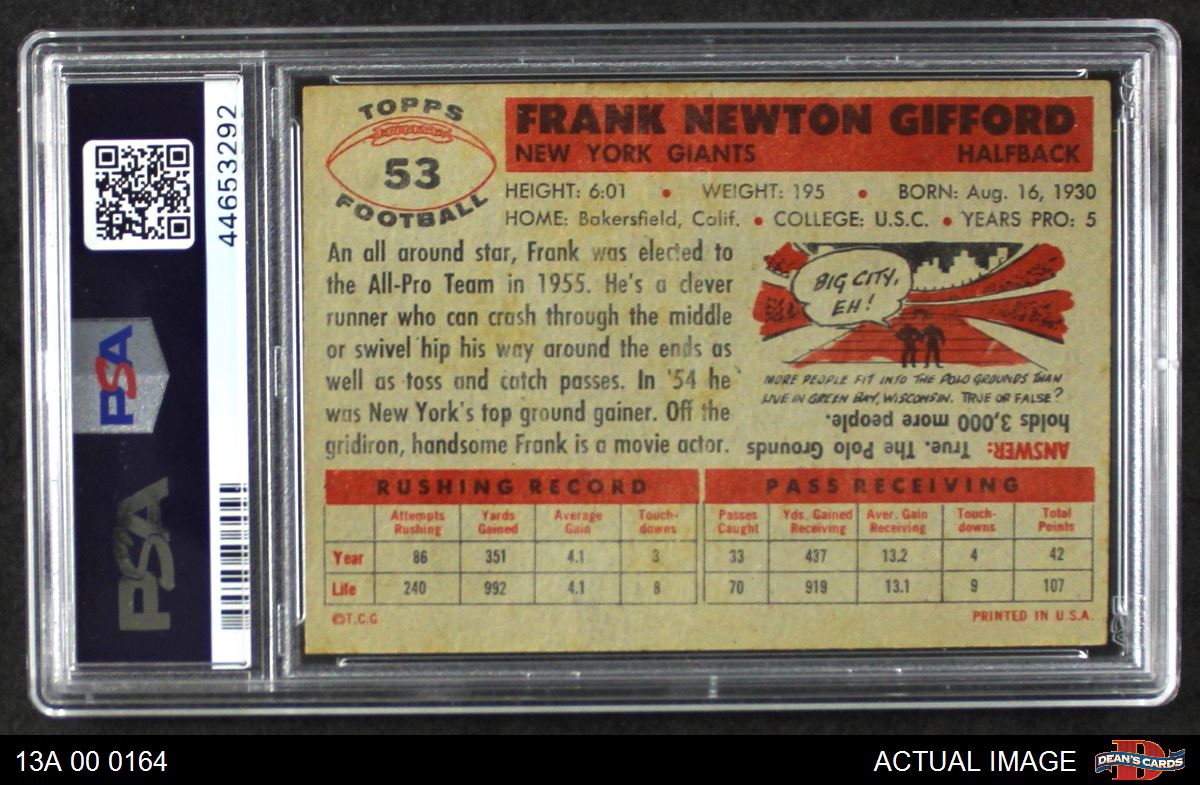 44653292
PSA
PSA
TOPPS
53
FOOTBALL
FRANK NEWTON GIFFORD
NEW YORK GIANTS HALFBACK
HEIGHT: 6:01 • WEIGHT: 195 • BORN: Aug. 16, 1930
HOME: Bakersfield, Calif. • COLLEGE: U.S.C. • YEARS PRO: 5
An all around star, Frank was elected to
the All-Pro Team in 1955. He's a clever
runner who can crash through the middle
or swivel hip his way around the ends as
well as toss and catch passes. In '54 he
was New York's top ground gainer. Off the
gridiron, handsome Frank is a movie actor.
BIG CITY,
EH!
MORE PEOPLE FIT INTO THE POLO GROUNDS THAN
LIVE IN GREEN BAY, WISCONSIN. TRUE OR FALSE?
ANSWER: True. The Polo Grounds
holds 3,000 more people.
RUSHING RECORD
Attempts Rushing Yards Gained Average Gain Touch-downs
Year 86 351 4.1 3
Life 240 992 4.1 8
PASS RECEIVING
Passes Caught Yds. Gained Receiving Aver. Gain Receiving Touch-downs Total Points
33 437 13.2 4 42
70 919 13.1 9 107
©T.C.G PRINTED IN U.S.A.
13A 00 0164
ACTUAL IMAGE
DEAN'S CARDS